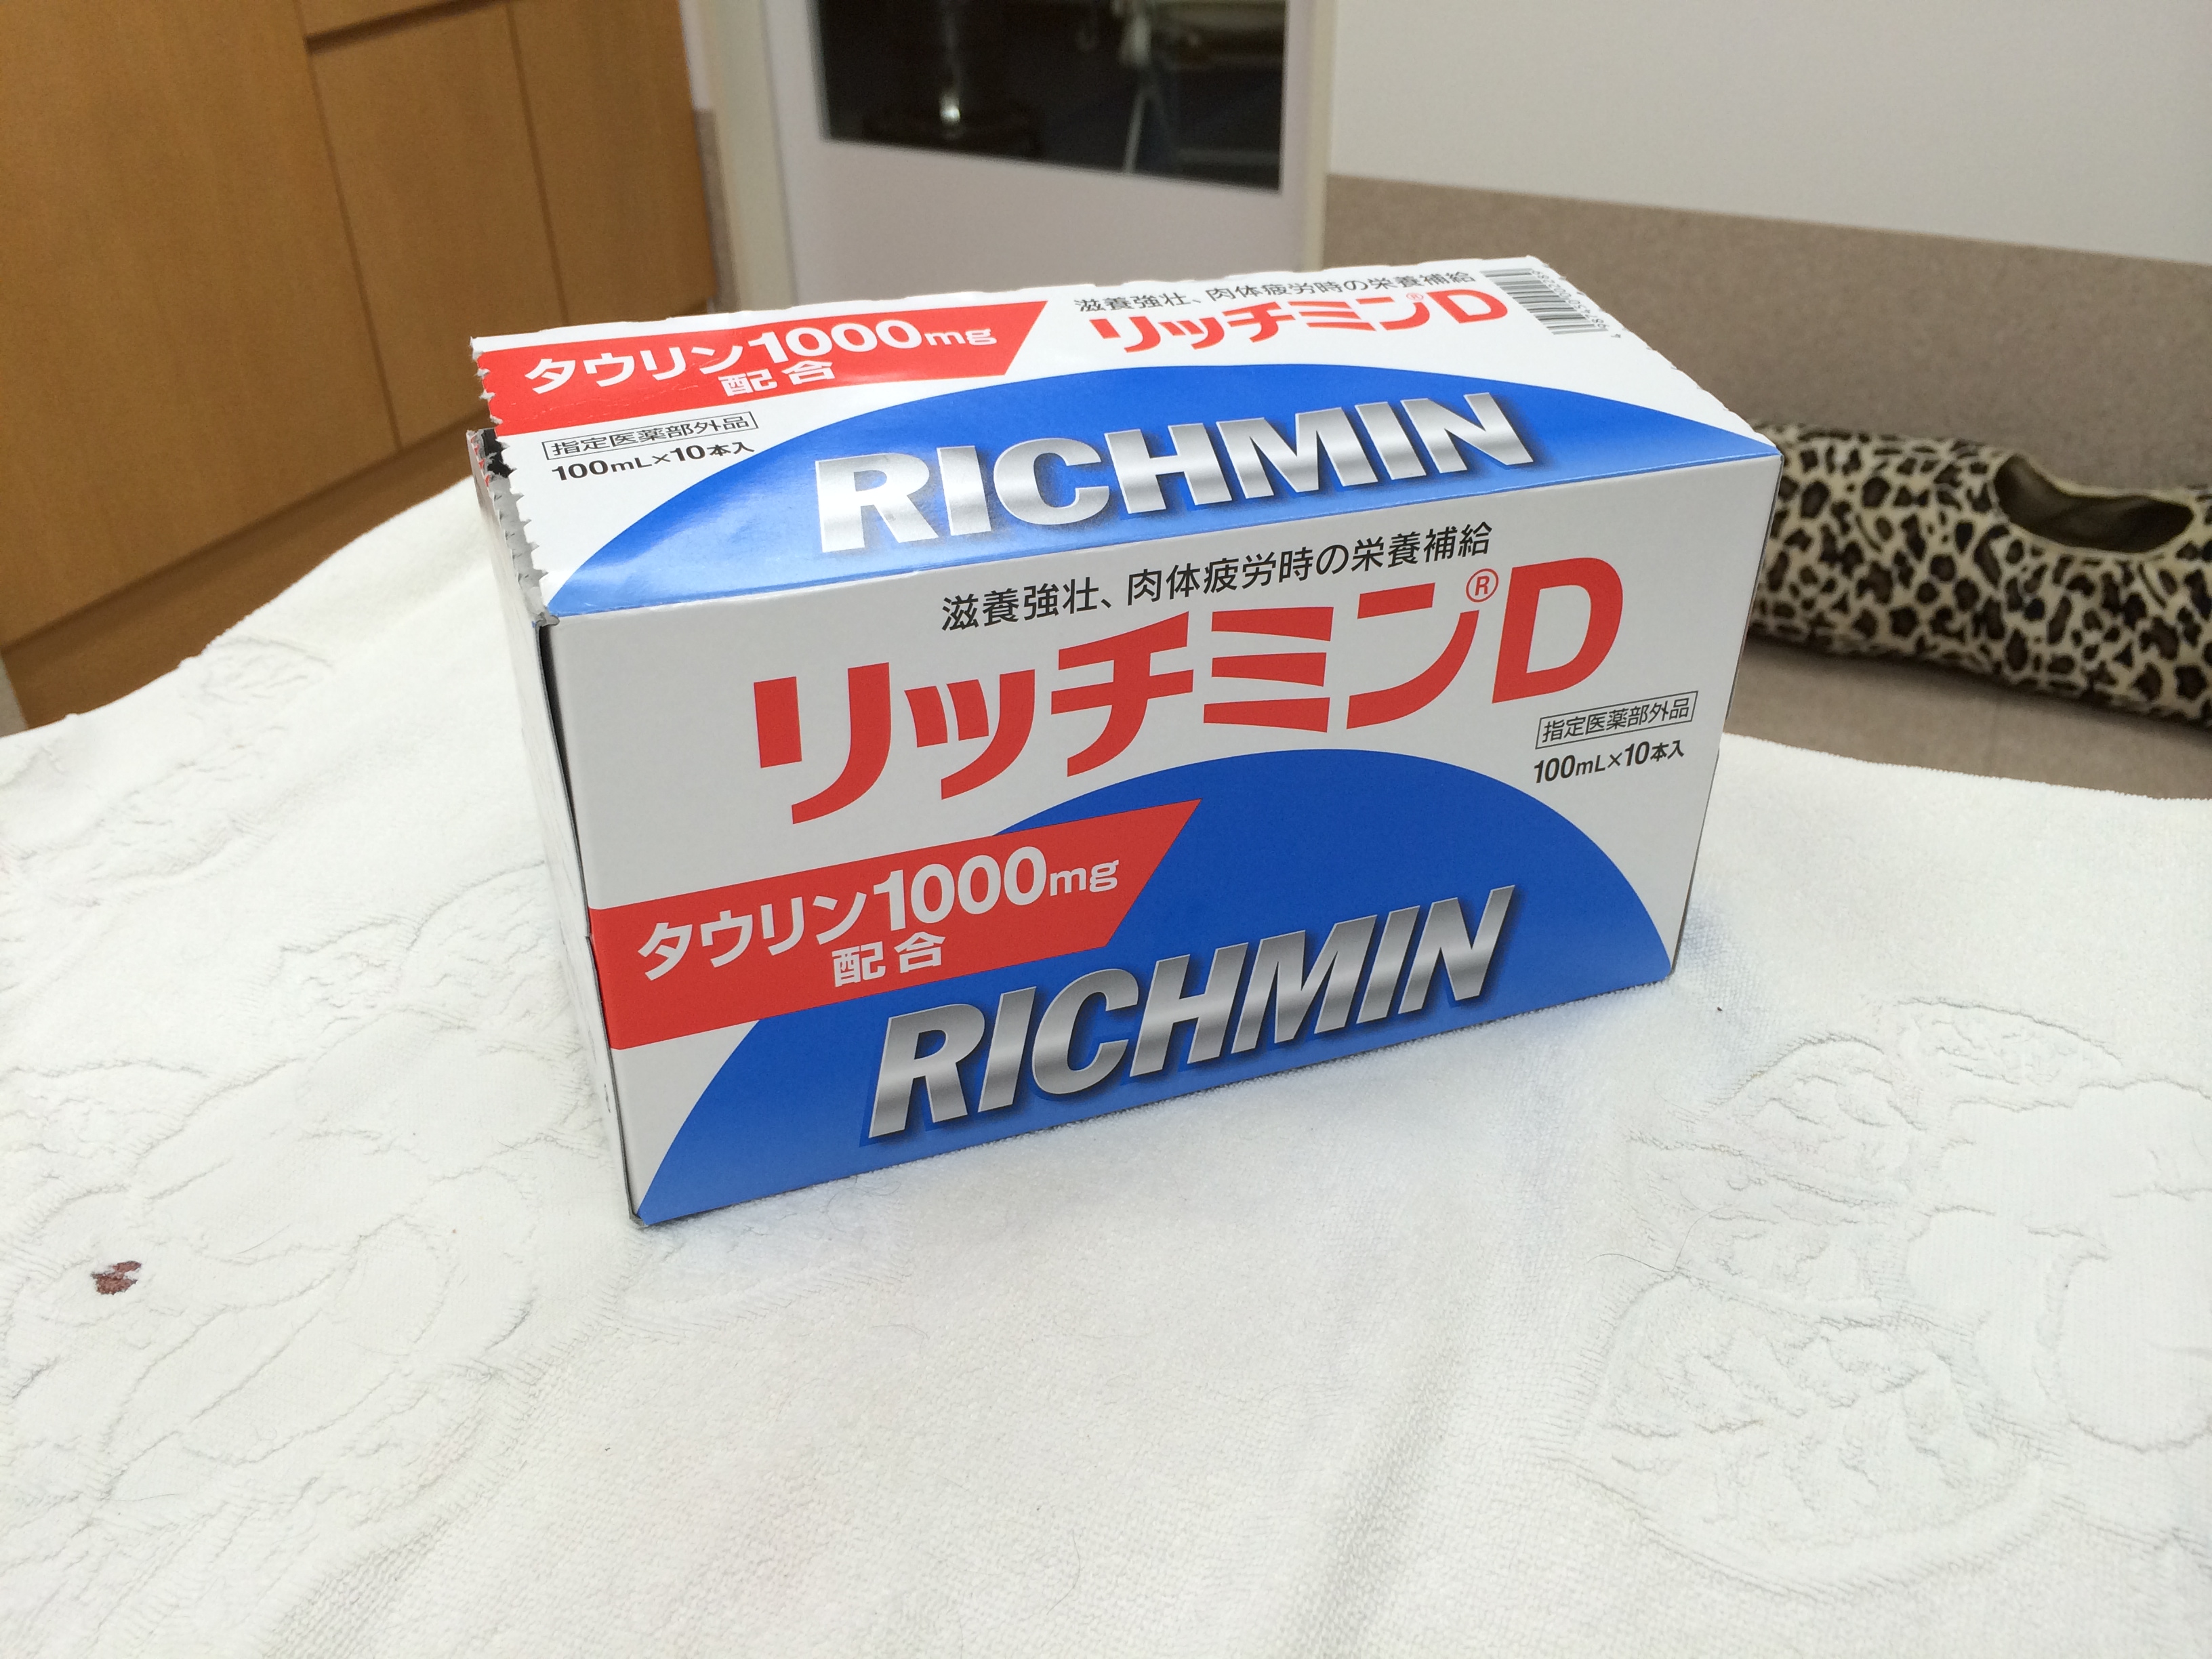 タウリン1000mg
配合
滋養強壮、肉体疲労時の栄養補給
リッチミン®D
指定医薬部外品
100mL×10本入
RICHMIN
滋養強壮、肉体疲労時の栄養補給
リッチミン®D
指定医薬部外品
100mL×10本入
タウリン1000mg
配合
RICHMIN